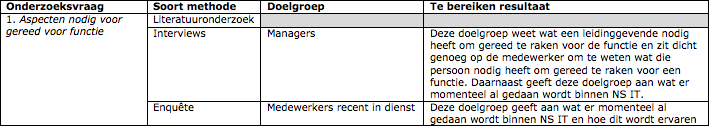 Onderzoeksvraag Soort methode Doelgroep Te bereiken resultaat
1. Aspecten nodig voor gereed voor functie Literatuuronderzoek
Interviews Managers Deze doelgroep weet wat een leidinggevende nodig
heeft om gereed te raken voor de functie en zit dicht
genoeg op de medewerker om te weten wat die
persoon nodig heeft om gereed te raken voor een
functie. Daarnaast geeft deze doelgroep aan wat er
momenteel al gedaan wordt binnen NS IT.
Enquête Medewerkers recent in dienst Deze doelgroep geeft aan wat er momenteel al
gedaan wordt binnen NS IT en hoe dit wordt ervaren